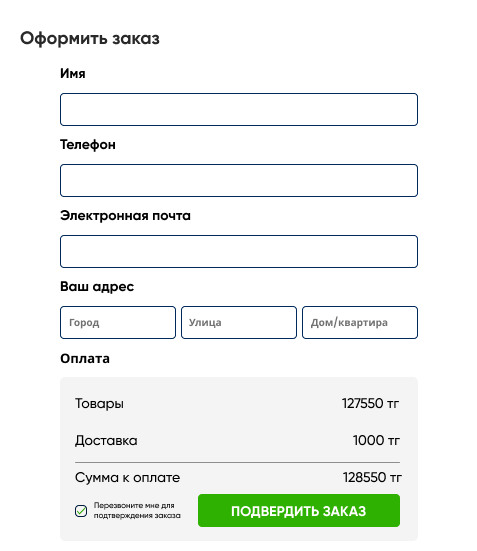 Оформить заказ
Имя
Телефон
Электронная почта
Ваш адрес
Город Улица Дом/квартира
Оплата
Товары 127550 тг
Доставка 1000 тг
Сумма к оплате 128550 тг
Перезвоните мне для
подтверждения заказа
ПОДВЕРДИТЬ ЗАКАЗ